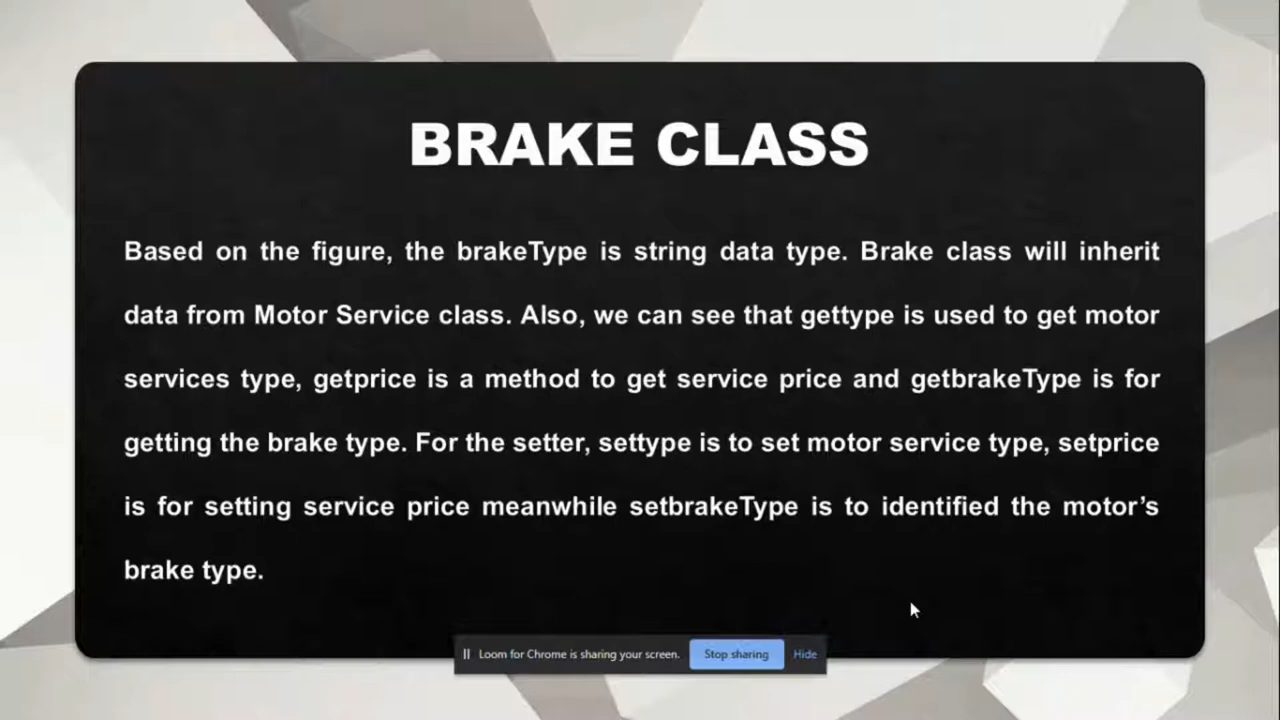 BRAKE CLASS
Based on the figure, the brakeType is string data type. Brake class will inherit
data from Motor Service class. Also, we can see that gettype is used to get motor
services type, getprice is a method to get service price and getbrakeType is for
getting the brake type. For the setter, settype is to set motor service type, setprice
is for setting service price meanwhile setbrakeType is to identified the motor’s
brake type.
Loom for Chrome is sharing your screen. Stop sharing Hide